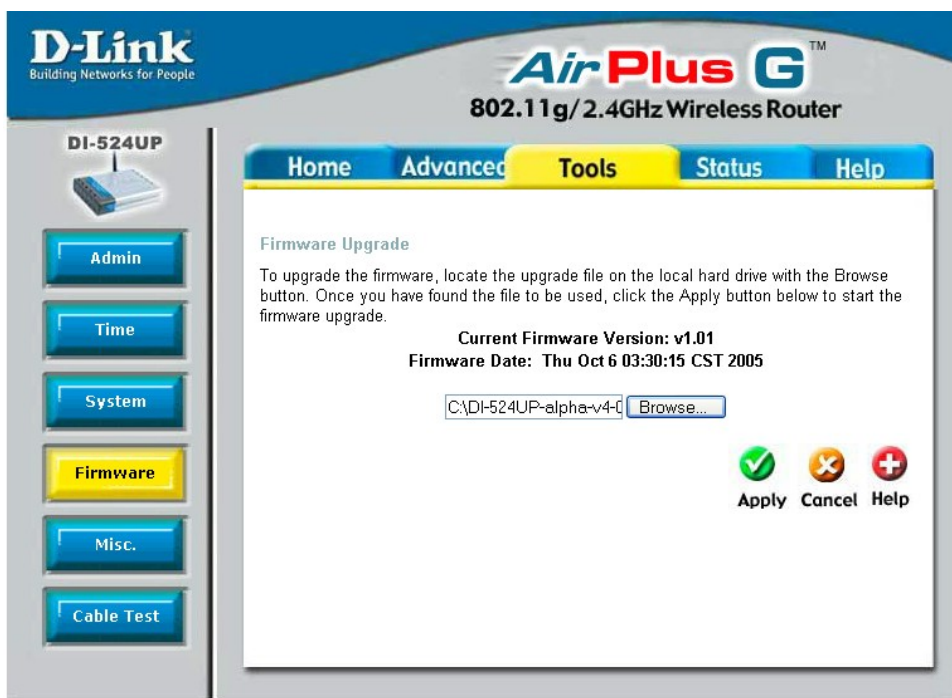 D-Link
Building Networks for People
AirPlus G™
802.11g/2.4GHz Wireless Router
DI-524UP
Home
Advanced
Tools
Status
Help
Admin
Time
System
Firmware
Misc.
Cable Test
Firmware Upgrade
To upgrade the firmware, locate the upgrade file on the local hard drive with the Browse
button. Once you have found the file to be used, click the Apply button below to start the
firmware upgrade.
Current Firmware Version: v1.01
Firmware Date: Thu Oct 6 03:30:15 CST 2005
C:\DI-524UP-alpha-v4-
Browse...
Apply
Cancel
Help